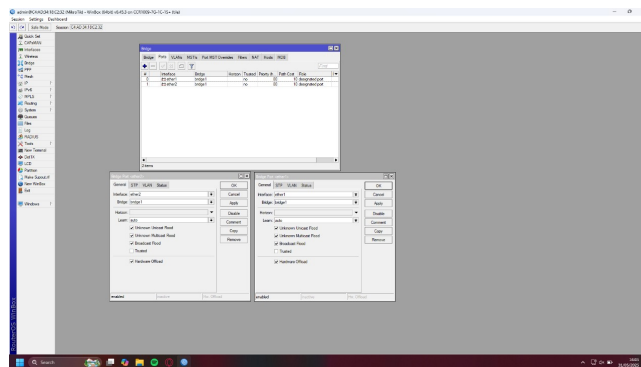 Session Settings Dashboard
Safe Mode Session:
Quick Set
CAPsMAN
Interfaces
Wireless
Bridge
PPP
Mesh
IP
IPv6
MPLS
Routing
System
Queues
Files
Log
RADIUS
Tools
New Terminal
Dot1X
LCD
Partition
Make Supout.rif
New WinBox
Exit
Windows
RouterOS WinBox
Bridge
Bridge Ports VLANs MSTIs Port MST Overrides Filters NAT Hosts MDB
Find
# Interface Bridge Horizon Trusted Priority (h... Path Cost Role
0 ether1 bridge1 no 80 10 designated port
1 ether2 bridge1 no 80 10 designated port
2 items
General STP VLAN Status
Interface: ether2
Bridge: bridge1
Horizon:
Learn: auto
Unknown Unicast Flood
Unknown Multicast Flood
Broadcast Flood
Trusted
Hardware Offload
OK
Cancel
Apply
Disable
Comment
Copy
Remove
enabled inactive Hw. Offload
General STP VLAN Status
Interface: ether1
Bridge: bridge1
Horizon:
Learn: auto
Unknown Unicast Flood
Unknown Multicast Flood
Broadcast Flood
Trusted
Hardware Offload
OK
Cancel
Apply
Disable
Comment
Copy
Remove
enabled inactive Hw. Offload
Search